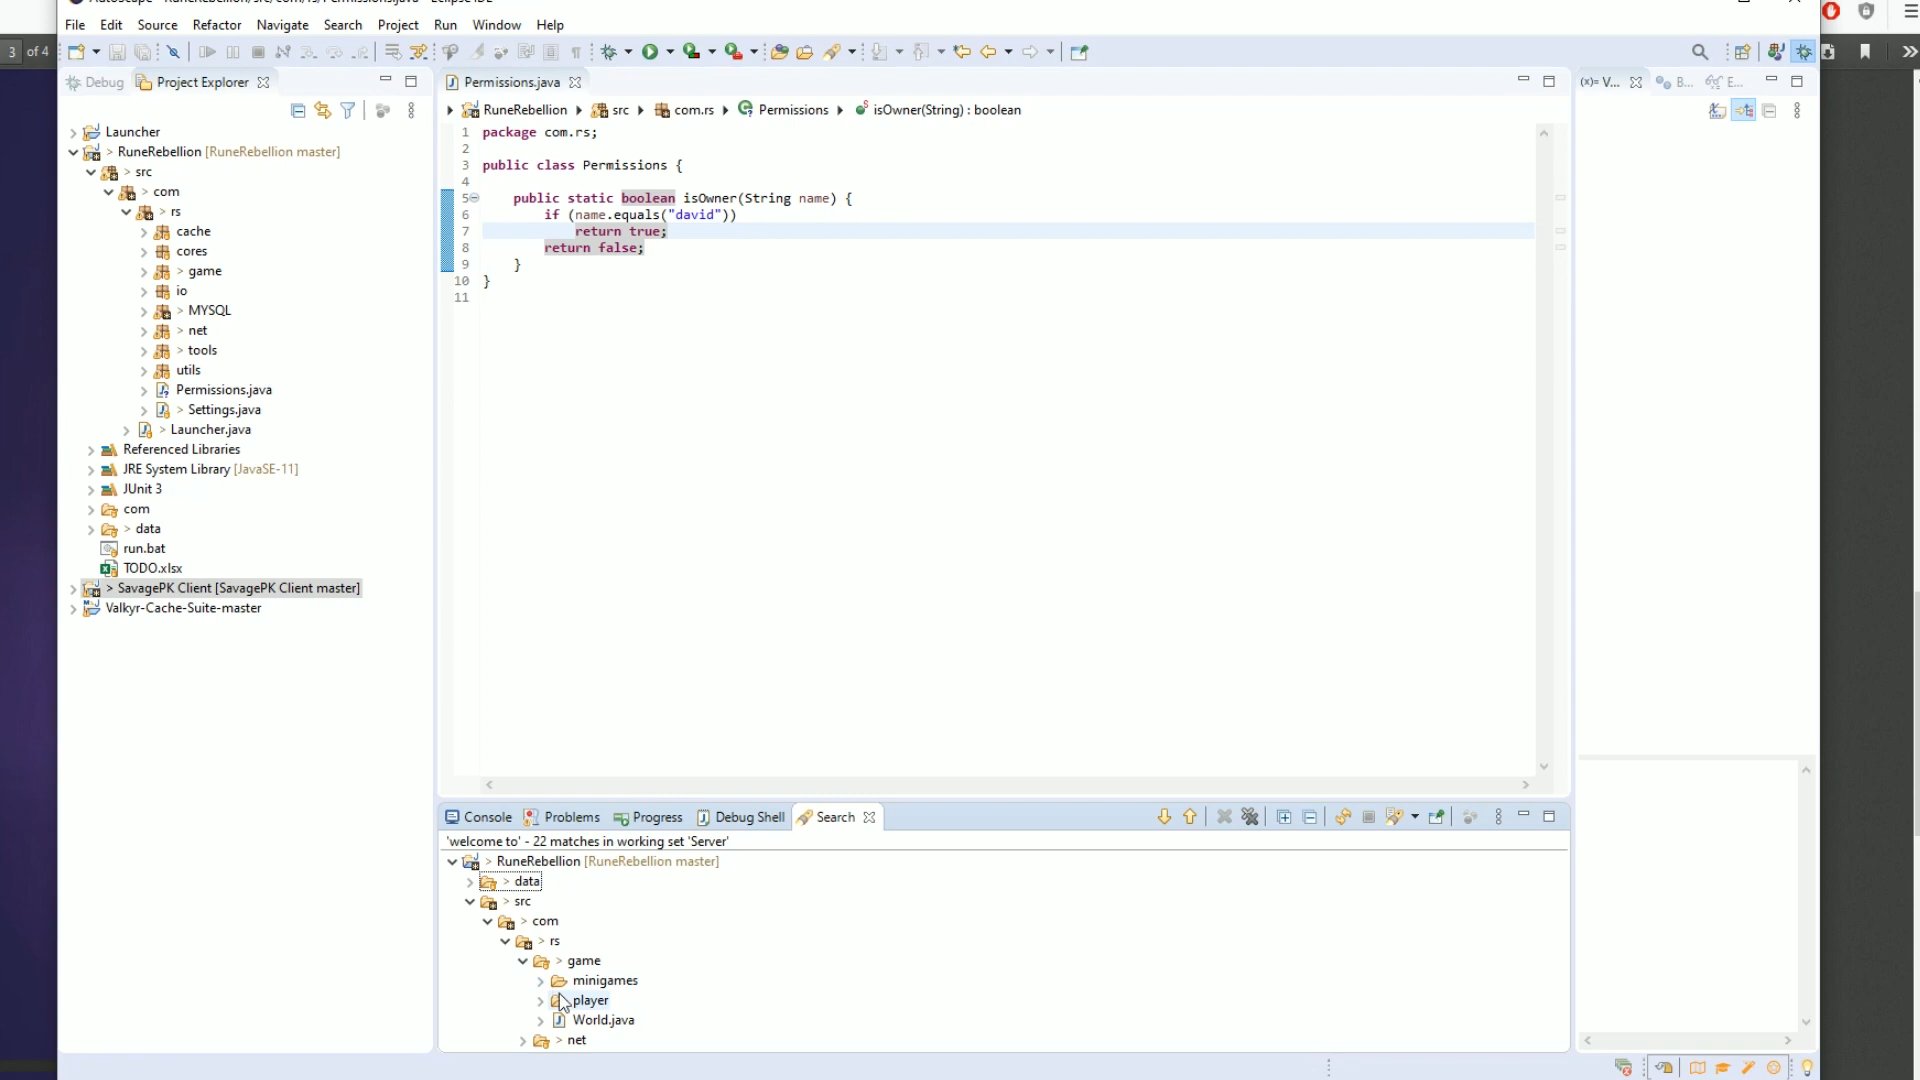 3 of 4
File Edit Source Refactor Navigate Search Project Run Window Help
Debug Project Explorer
Permissions.java
(x)= V... B... E...
RuneRebellion src com.rs Permissions isOwner(String) : boolean
Launcher
> RuneRebellion [RuneRebellion master]
> src
> com
> rs
cache
cores
> game
io
> MYSQL
> net
> tools
utils
Permissions.java
> Settings.java
> Launcher.java
Referenced Libraries
JRE System Library [JavaSE-11]
JUnit 3
com
> data
run.bat
TODO.xlsx
> SavagePK Client [SavagePK Client master]
Valkyr-Cache-Suite-master
1 package com.rs;
2
3 public class Permissions {
4
5 public static boolean isOwner(String name) {
6 if (name.equals("david"))
7 return true;
8 return false;
9 }
10 }
11
Console Problems Progress Debug Shell Search
'welcome to' - 22 matches in working set 'Server'
> RuneRebellion [RuneRebellion master]
> data
> src
> com
> rs
> game
minigames
player
World.java
> net